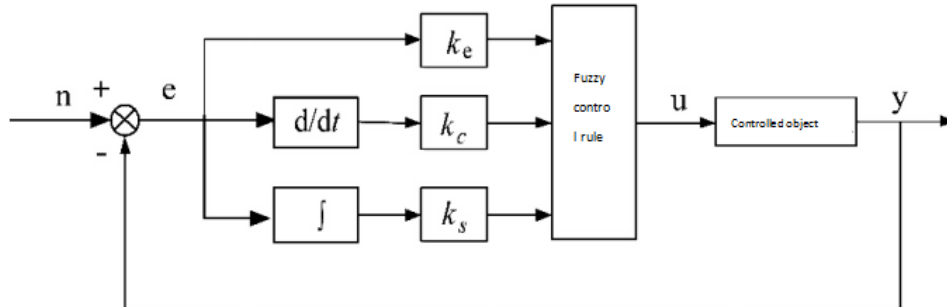 k_e
Fuzzy
contro
l rule
n
+
e
d/dt
k_c
u
Controlled object
y
-
∫
k_s